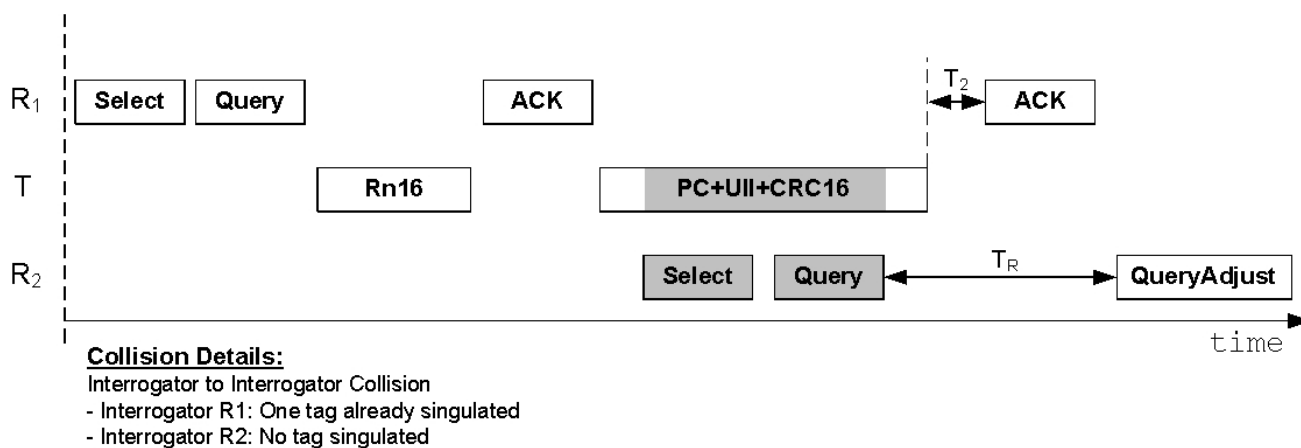 T2
R1 Select Query ACK ACK
T Rn16 PC+UII+CRC16
TR
R2 Select Query QueryAdjust
time
Collision Details:
Interrogator to Interrogator Collision
- Interrogator R1: One tag already singulated
- Interrogator R2: No tag singulated